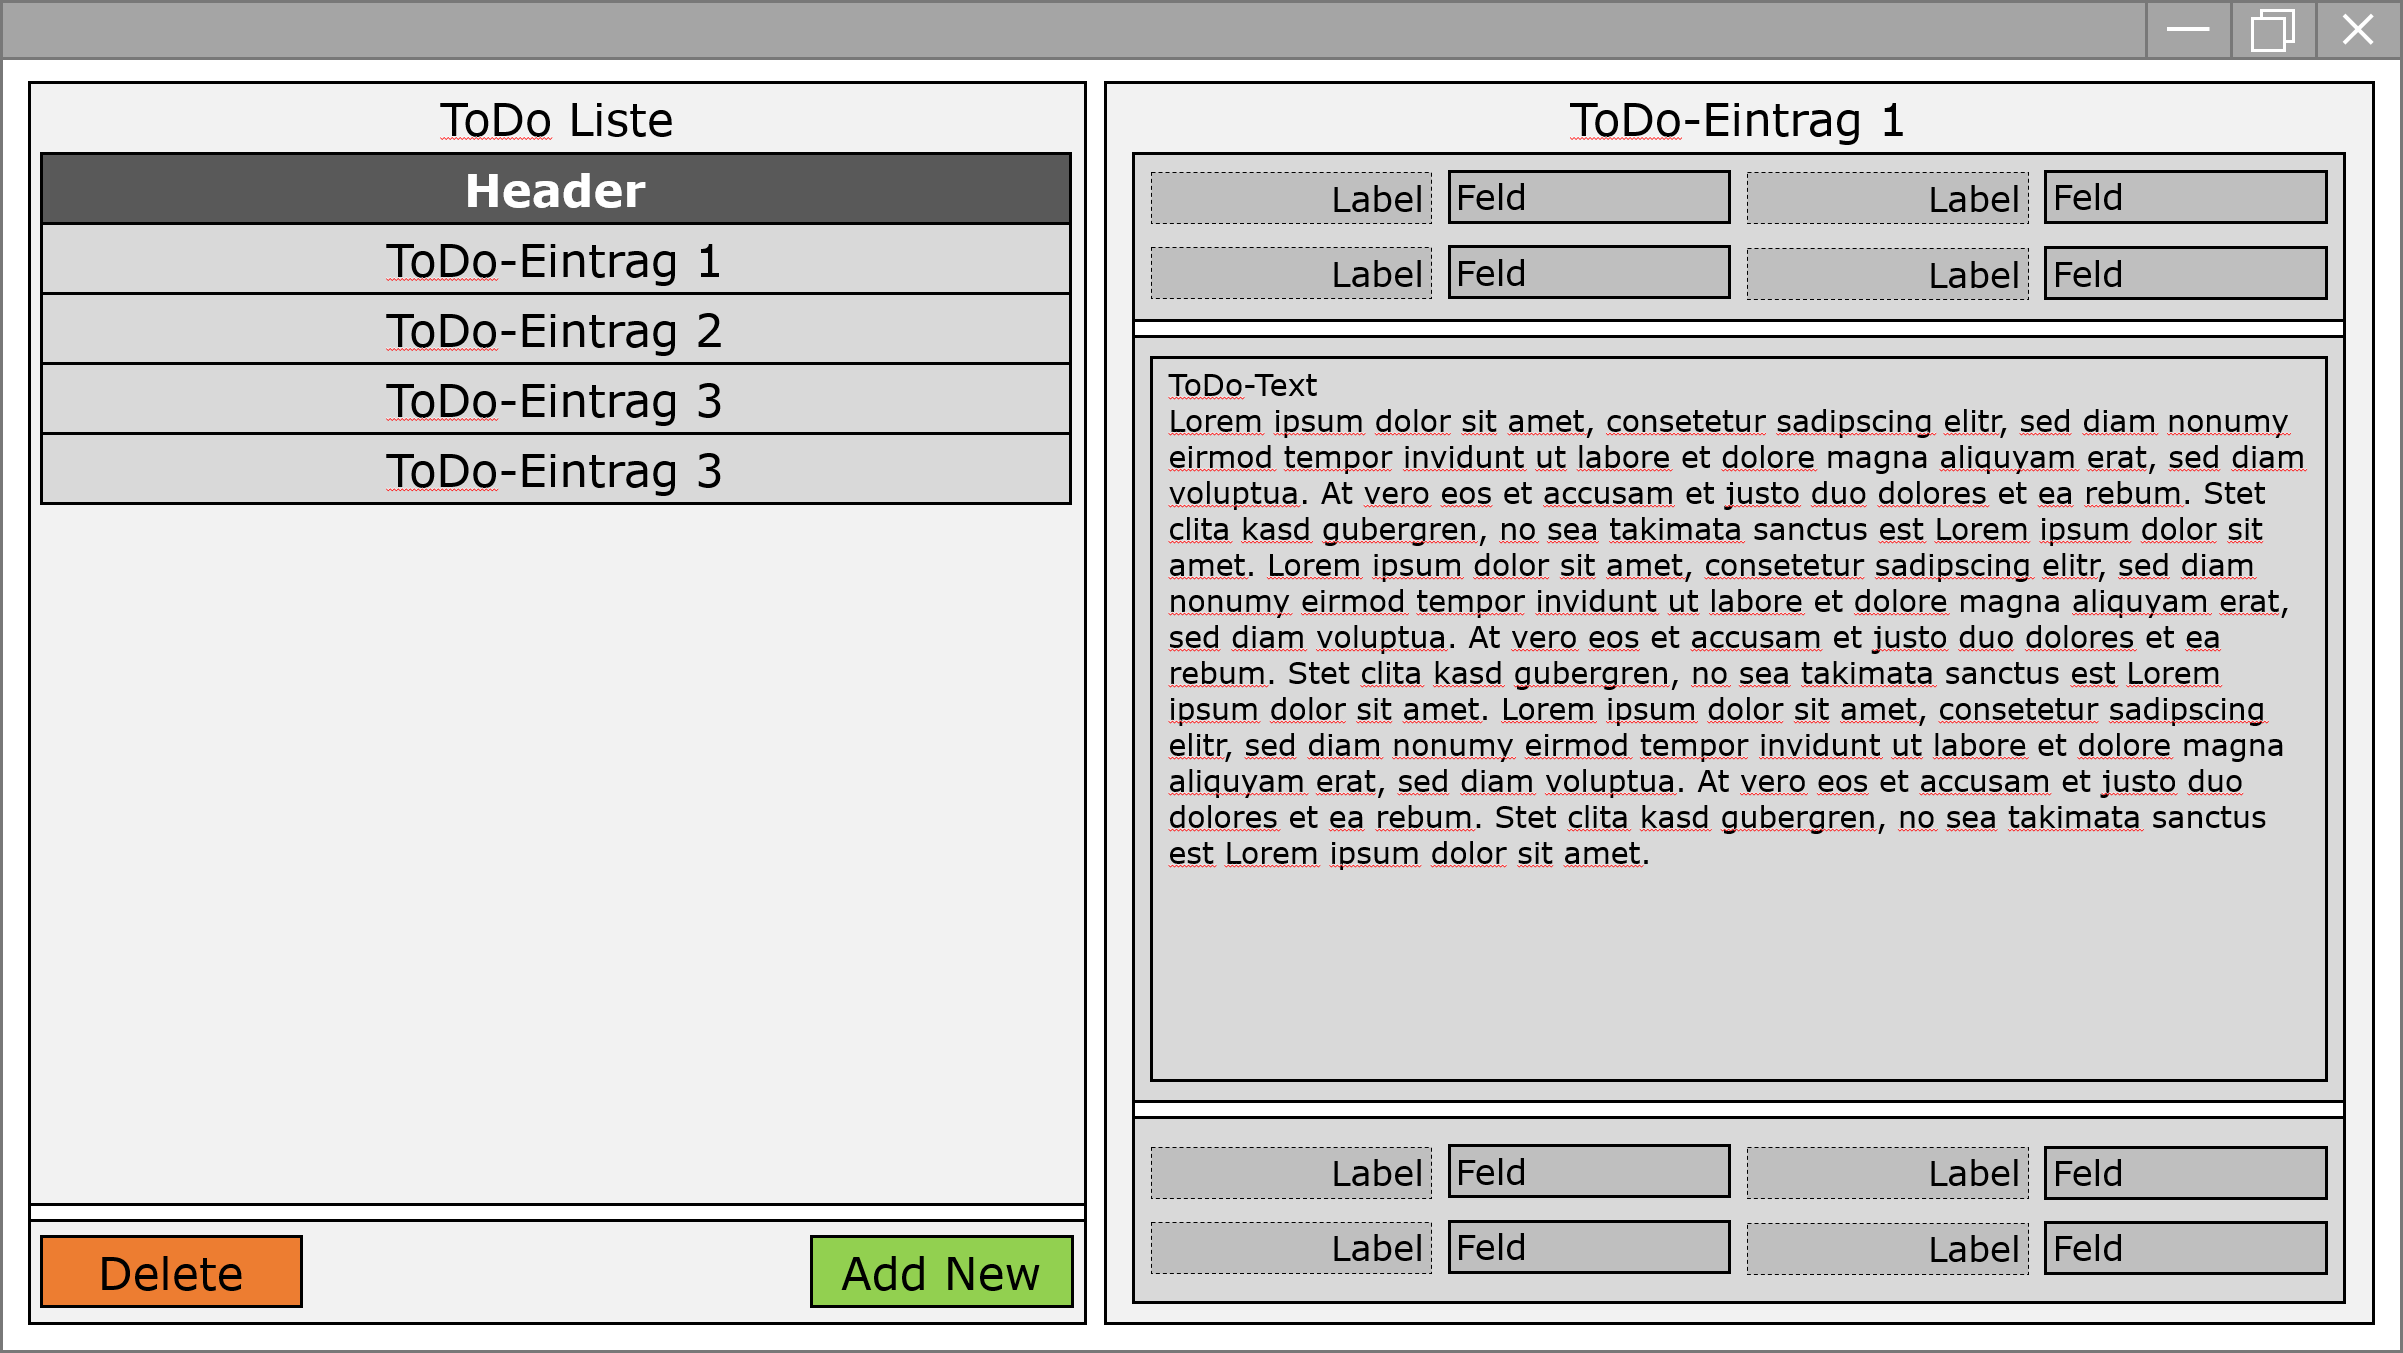 ToDo Liste
Header
ToDo-Eintrag 1
ToDo-Eintrag 2
ToDo-Eintrag 3
ToDo-Eintrag 3
Delete
Add New
ToDo-Eintrag 1
Label Feld Label Feld
Label Feld Label Feld
ToDo-Text
Lorem ipsum dolor sit amet, consetetur sadipscing elitr, sed diam nonumy
eirmod tempor invidunt ut labore et dolore magna aliquyam erat, sed diam
voluptua. At vero eos et accusam et justo duo dolores et ea rebum. Stet
clita kasd gubergren, no sea takimata sanctus est Lorem ipsum dolor sit
amet. Lorem ipsum dolor sit amet, consetetur sadipscing elitr, sed diam
nonumy eirmod tempor invidunt ut labore et dolore magna aliquyam erat,
sed diam voluptua. At vero eos et accusam et justo duo dolores et ea
rebum. Stet clita kasd gubergren, no sea takimata sanctus est Lorem
ipsum dolor sit amet. Lorem ipsum dolor sit amet, consetetur sadipscing
elitr, sed diam nonumy eirmod tempor invidunt ut labore et dolore magna
aliquyam erat, sed diam voluptua. At vero eos et accusam et justo duo
dolores et ea rebum. Stet clita kasd gubergren, no sea takimata sanctus
est Lorem ipsum dolor sit amet.
Label Feld Label Feld
Label Feld Label Feld